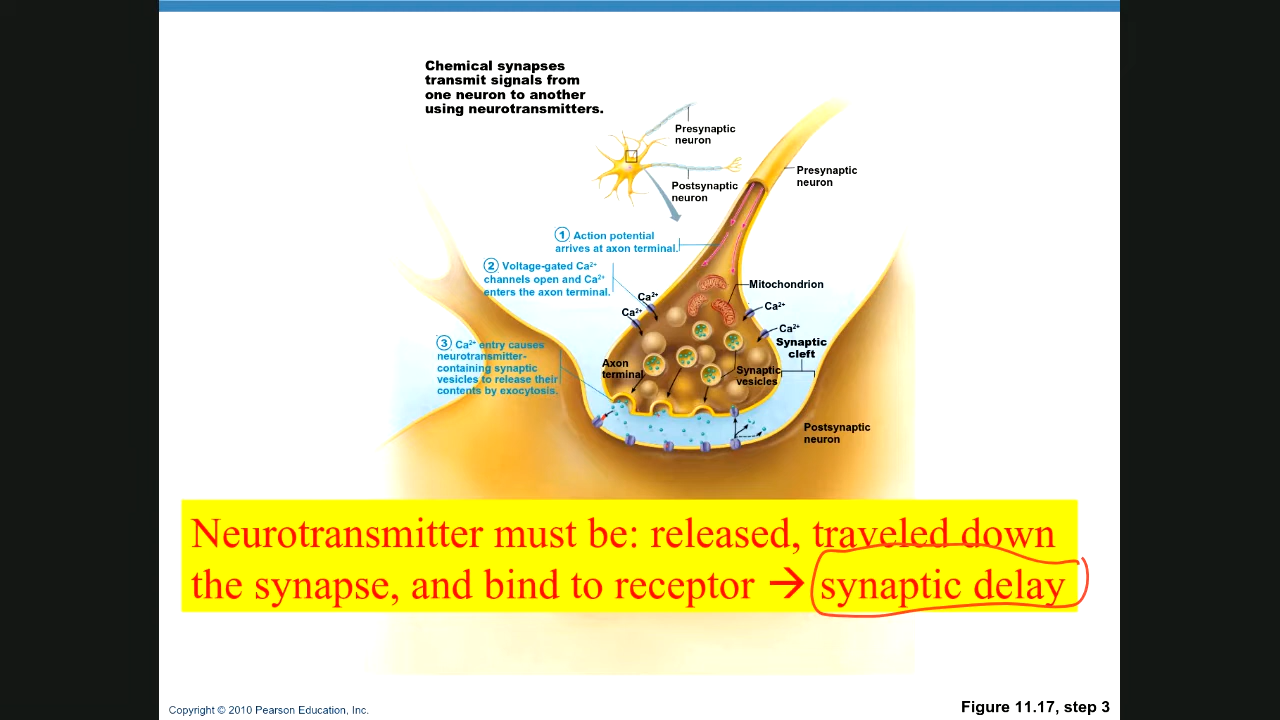 Chemical synapses
transmit signals from
one neuron to another
using neurotransmitters.
Presynaptic
neuron
Presynaptic
neuron
Postsynaptic
neuron
1 Action potential
arrives at axon terminal.
2 Voltage-gated Ca²⁺
channels open and Ca²⁺
enters the axon terminal.
Mitochondrion
Ca²⁺
Ca²⁺
Ca²⁺
Ca²⁺
3 Ca²⁺ entry causes
neurotransmitter-
containing synaptic
vesicles to release their
contents by exocytosis.
Synaptic
cleft
Axon
terminal
Synaptic
vesicles
Postsynaptic
neuron
Neurotransmitter must be: released, traveled down
the synapse, and bind to receptor → synaptic delay
Copyright © 2010 Pearson Education, Inc.
Figure 11.17, step 3